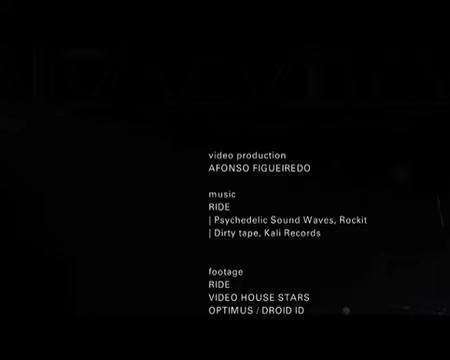 video production
AFONSO FIGUEIREDO
music
RIDE
| Psychedelic Sound Waves, Rockit
| Dirty tape, Kali Records
footage
RIDE
VIDEO HOUSE STARS
OPTIMUS / DROID ID